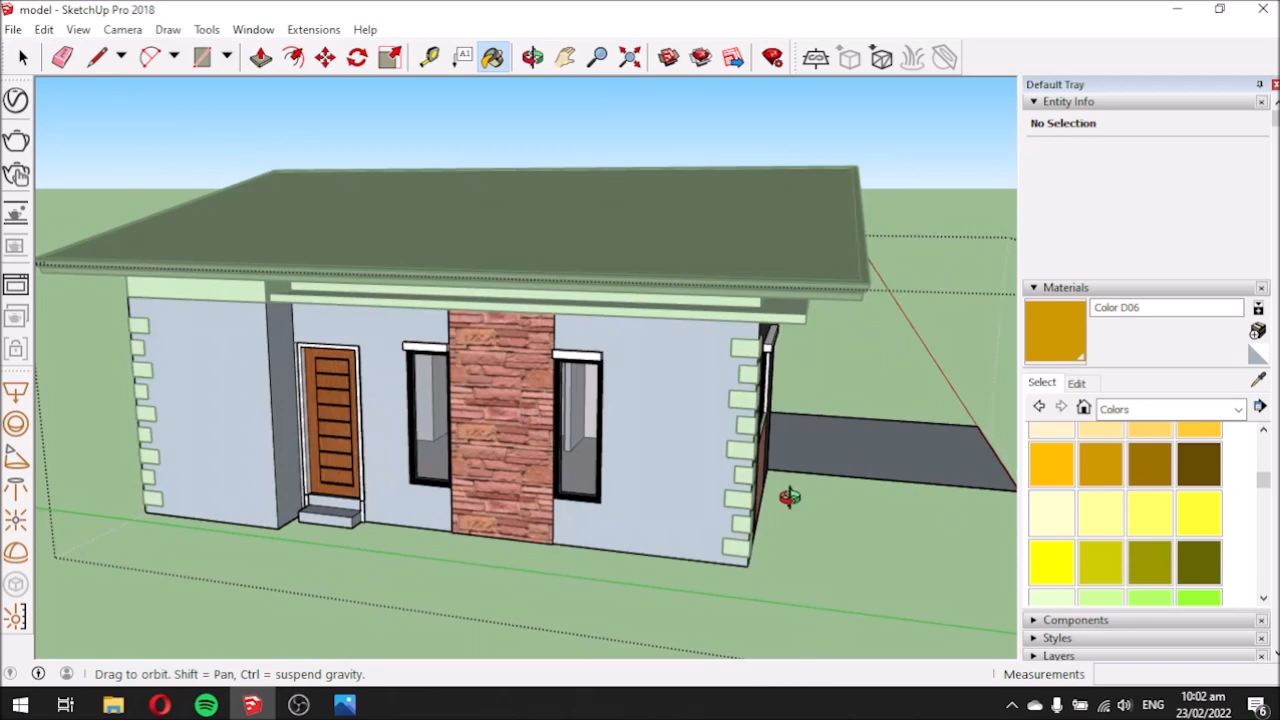 model - SketchUp Pro 2018
File Edit View Camera Draw Tools Window Extensions Help
A1
Default Tray
Entity Info
No Selection
Materials
Color D06
Select Edit
Colors
Components
Styles
Layers
Drag to orbit. Shift = Pan, Ctrl = suspend gravity.
Measurements
ENG
10:02 am
23/02/2022
6